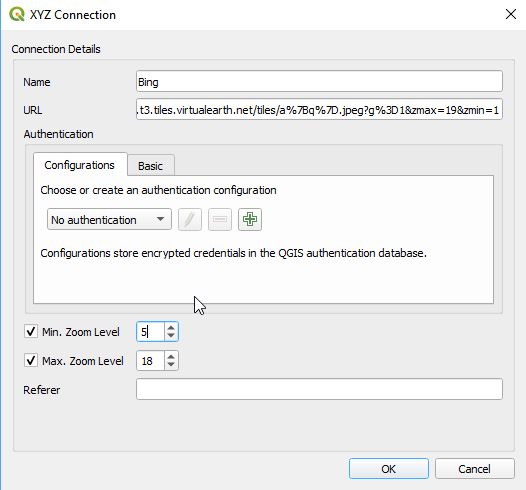 XYZ Connection
Connection Details
Name
Bing
URL
.t3.tiles.virtualearth.net/tiles/a%7Bq%7D.jpeg?g%3D1&zmax=19&zmin=1
Authentication
Configurations
Basic
Choose or create an authentication configuration
No authentication
Configurations store encrypted credentials in the QGIS authentication database.
Min. Zoom Level
5
Max. Zoom Level
18
Referer
OK
Cancel